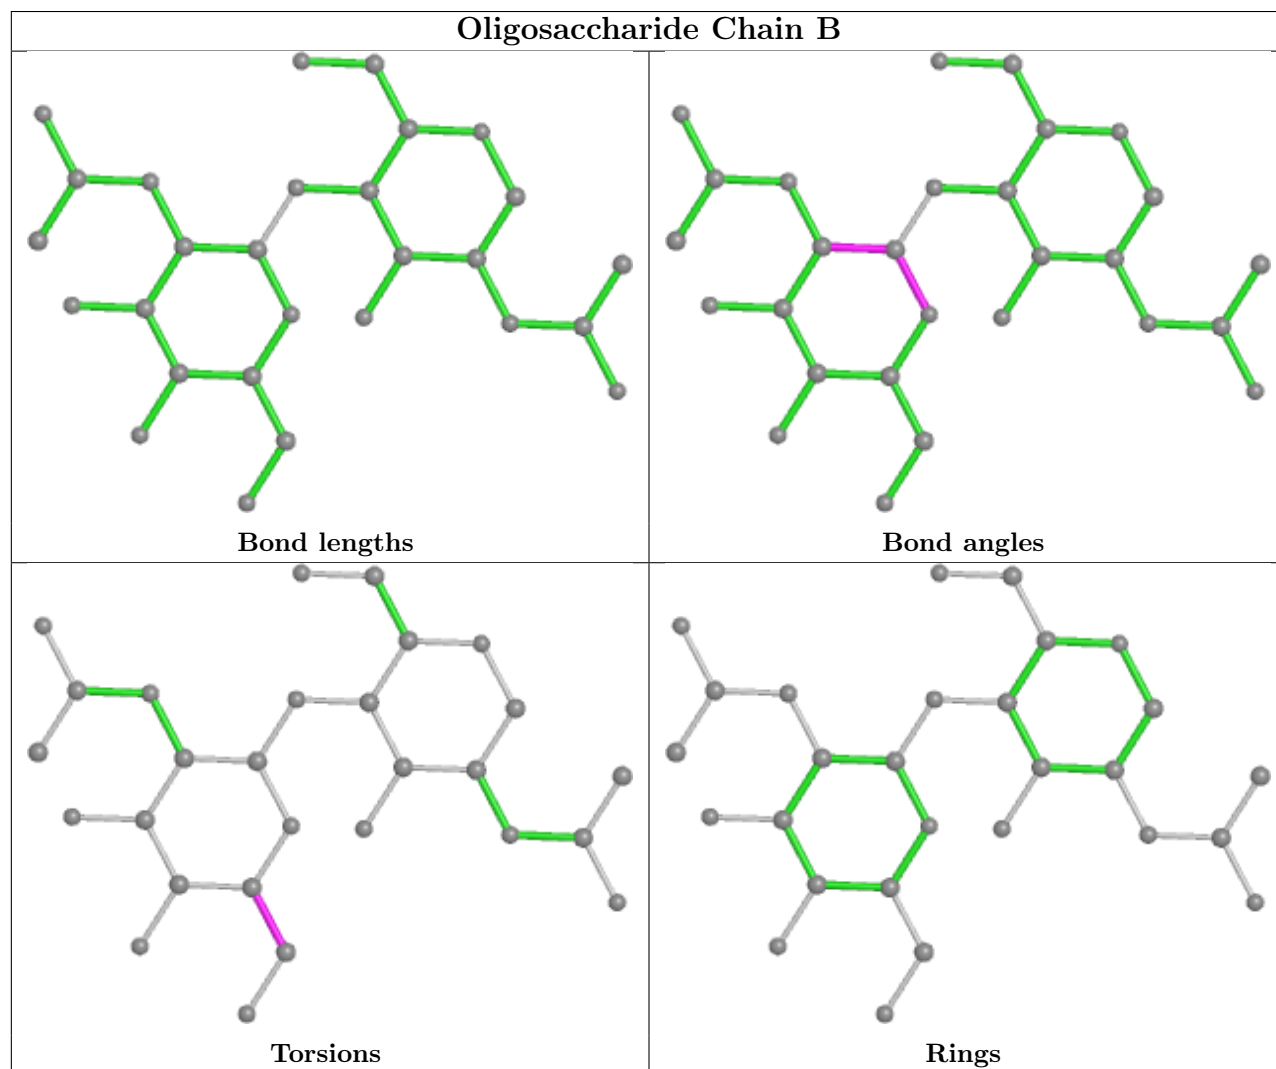 Oligosaccharide Chain B
Bond lengths
Bond angles
Torsions
Rings